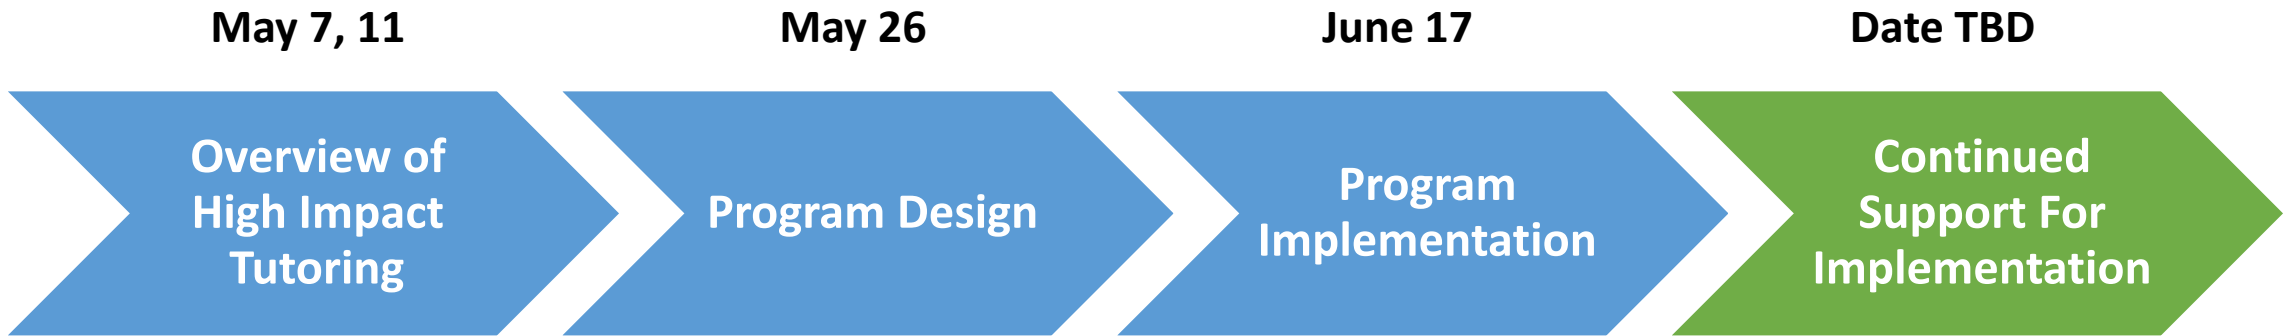 May 7, 11
May 26
June 17
Date TBD
Overview of
High Impact
Tutoring
Program Design
Program
Implementation
Continued
Support For
Implementation